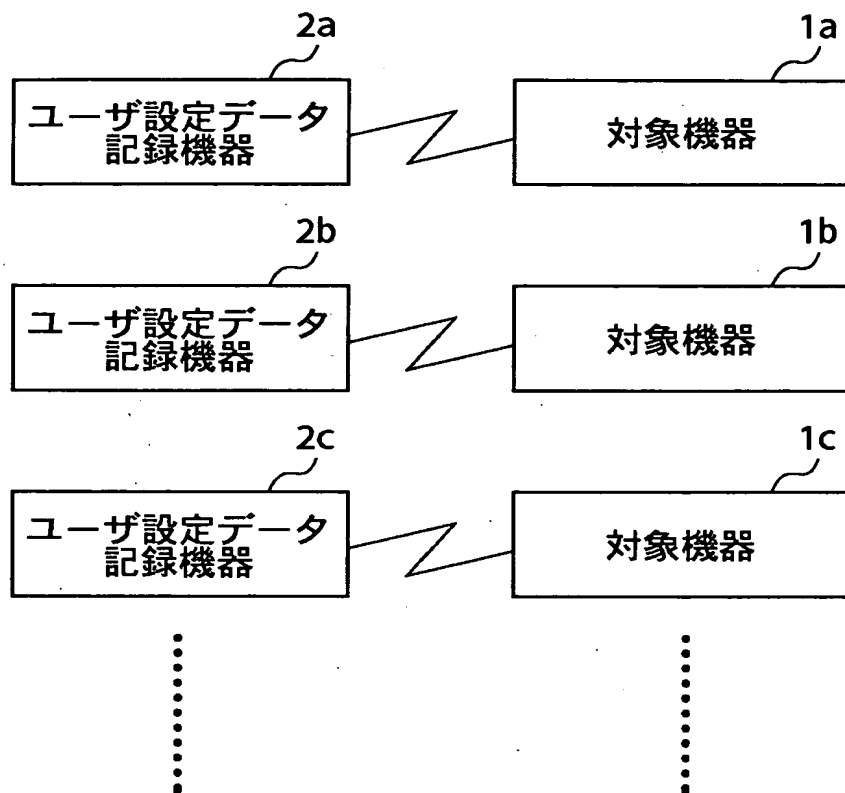 2a
1a
ユーザ設定データ
記録機器
対象機器
2b
1b
ユーザ設定データ
記録機器
対象機器
2c
1c
ユーザ設定データ
記録機器
対象機器